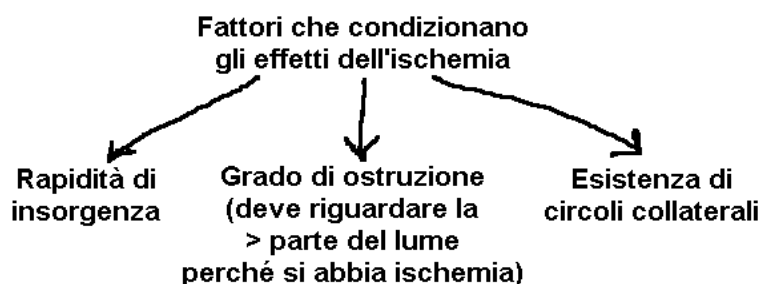 Fattori che condizionano
gli effetti dell'ischemia
Rapidità di
insorgenza
Grado di ostruzione
(deve riguardare la
> parte del lume
perché si abbia ischemia)
Esistenza di
circoli collaterali